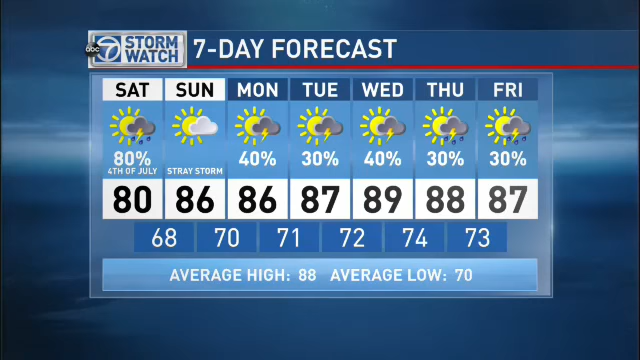 abc 7 STORM WATCH 7-DAY FORECAST
SAT SUN MON TUE WED THU FRI
80% 40% 30% 40% 30% 30%
4TH OF JULY STRAY STORM
80 86 86 87 89 88 87
68 70 71 72 74 73
AVERAGE HIGH: 88 AVERAGE LOW: 70